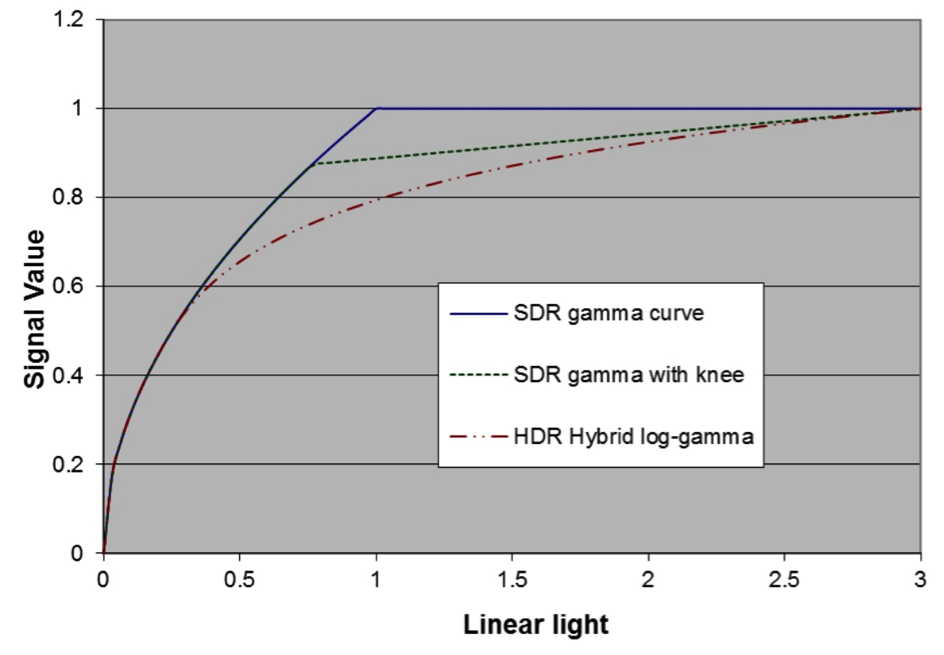 1.2
1
0.8
0.6
0.4
0.2
0
Signal Value
SDR gamma curve
SDR gamma with knee
HDR Hybrid log-gamma
0 0.5 1 1.5 2 2.5 3
Linear light